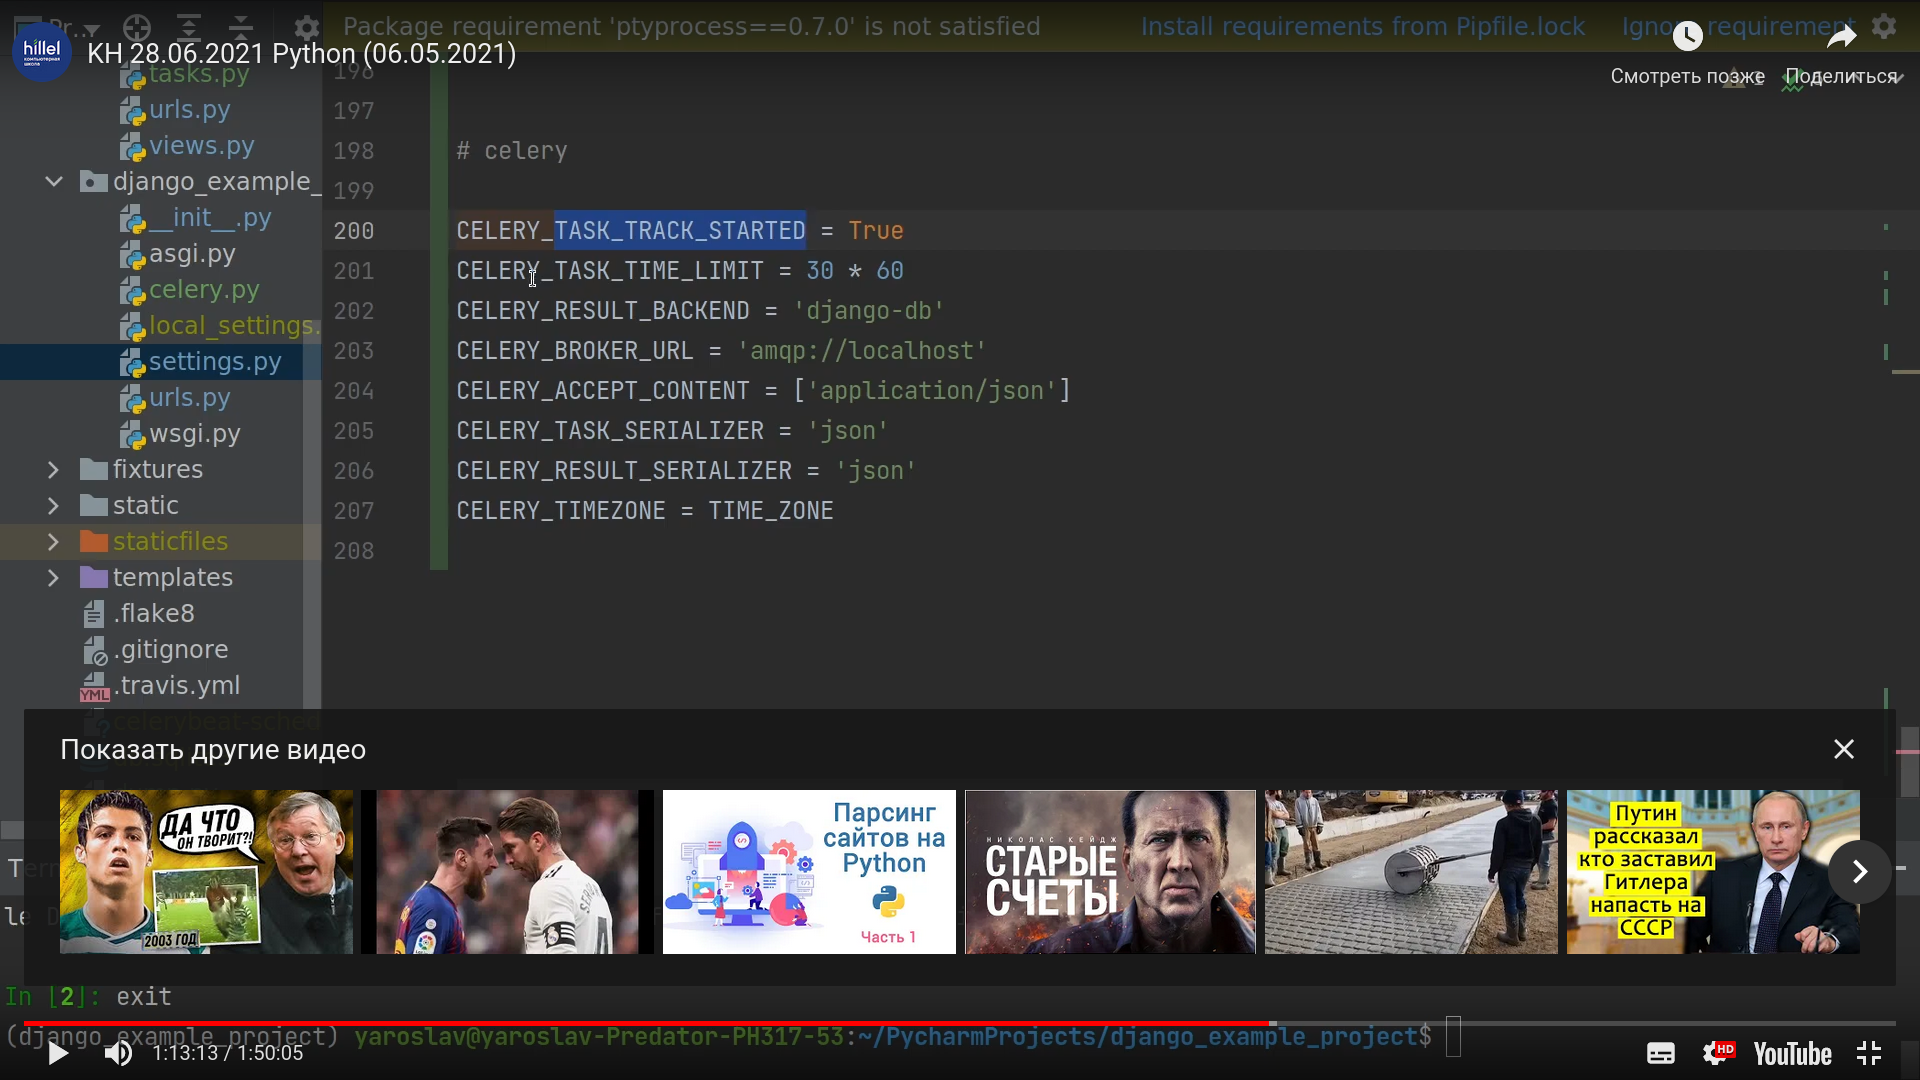 Package requirement 'ptyprocess==0.7.0' is not satisfied
Install requirements from Pipfile.lock
requirement
hillel
КН 28.06.2021 Python (06.05.2021)
Смотреть позже
Поделиться
tasks.py
urls.py
views.py
django_example_
__init__.py
asgi.py
celery.py
local_settings.
settings.py
urls.py
wsgi.py
fixtures
static
staticfiles
templates
.flake8
.gitignore
.travis.yml
celerybeat-sched
196
197
198 # celery
199
200 CELERY_TASK_TRACK_STARTED = True
201 CELERY_TASK_TIME_LIMIT = 30 * 60
202 CELERY_RESULT_BACKEND = 'django-db'
203 CELERY_BROKER_URL = 'amqp://localhost'
204 CELERY_ACCEPT_CONTENT = ['application/json']
205 CELERY_TASK_SERIALIZER = 'json'
206 CELERY_RESULT_SERIALIZER = 'json'
207 CELERY_TIMEZONE = TIME_ZONE
208
Показать другие видео
ДА ЧТО
ОН ТВОРИТ?!
2003 ГОД
Парсинг
сайтов на
Python
Часть 1
НИКОЛАС КЕЙДЖ
СТАРЫЕ
СЧЕТЫ
Путин
рассказал
кто заставил
Гитлера
напасть на
СССР
In [2]: exit
(django_example_project) yaroslav@yaroslav-Predator-PH317-53:~/PycharmProjects/django_example_project$
1:13:13 / 1:50:05
HD
YouTube